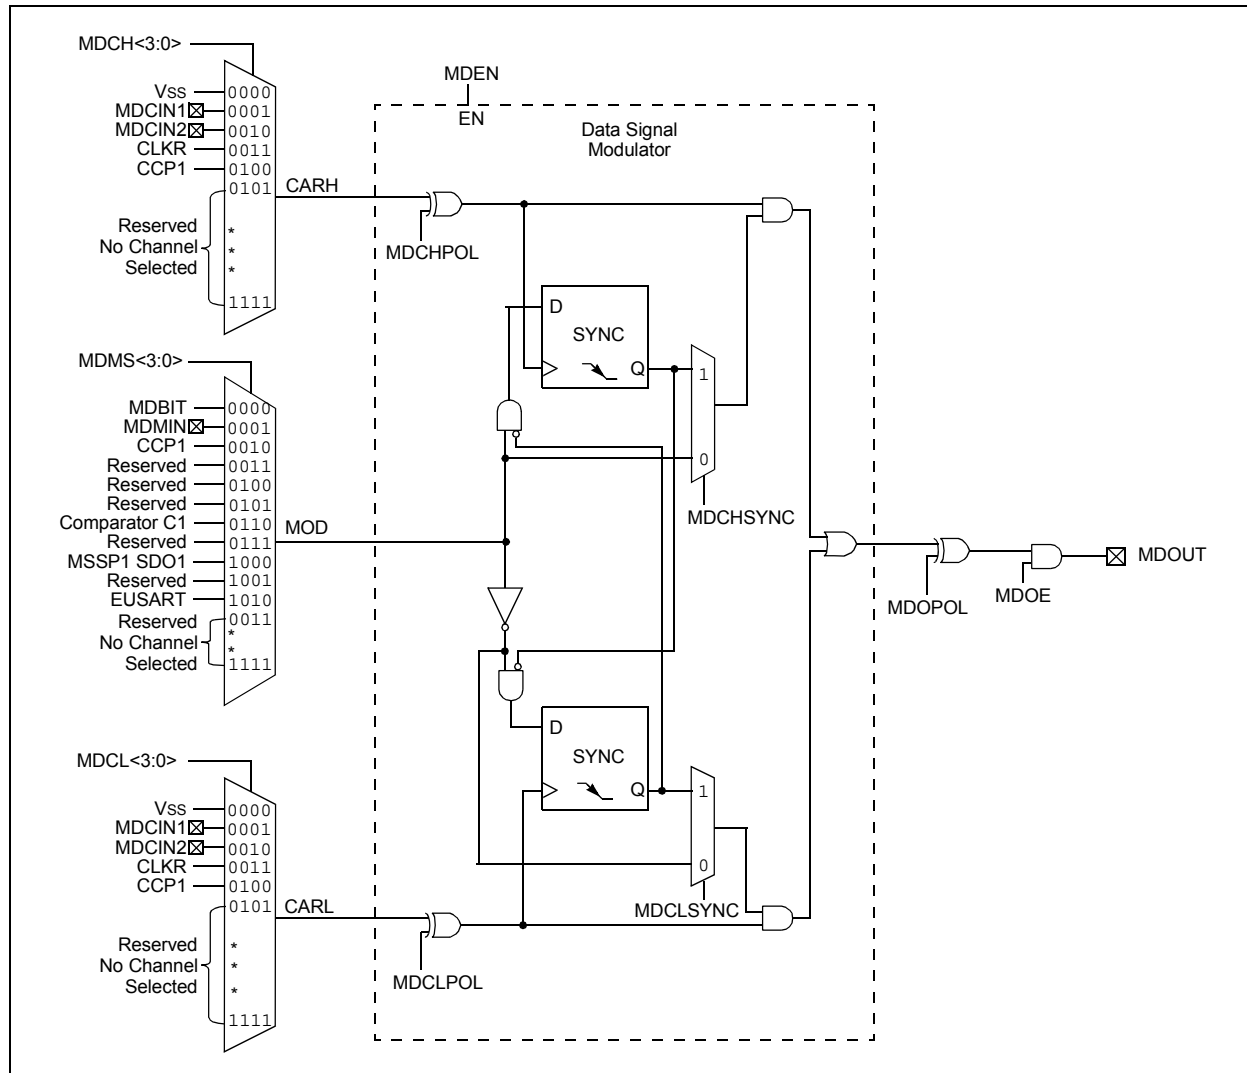 MDCH<3:0>
VSS 0000
MDCIN1 0001
MDCIN2 0010
CLKR 0011
CCP1 0100
0101
Reserved
No Channel
Selected
*
*
*
1111
CARH
MDCHPOL
MDEN
EN
Data Signal
Modulator
D
SYNC
Q
1
0
MDCHSYNC
MDMS<3:0>
MDBIT 0000
MDMIN 0001
CCP1 0010
Reserved 0011
Reserved 0100
Reserved 0101
Comparator C1 0110
Reserved 0111
MSSP1 SDO1 1000
Reserved 1001
EUSART 1010
0011
Reserved
No Channel
Selected
*
*
1111
MOD
MDOPOL
MDOE
MDOUT
D
SYNC
Q
1
0
MDCLSYNC
MDCL<3:0>
VSS 0000
MDCIN1 0001
MDCIN2 0010
CLKR 0011
CCP1 0100
0101
Reserved
No Channel
Selected
*
*
*
1111
CARL
MDCLPOL